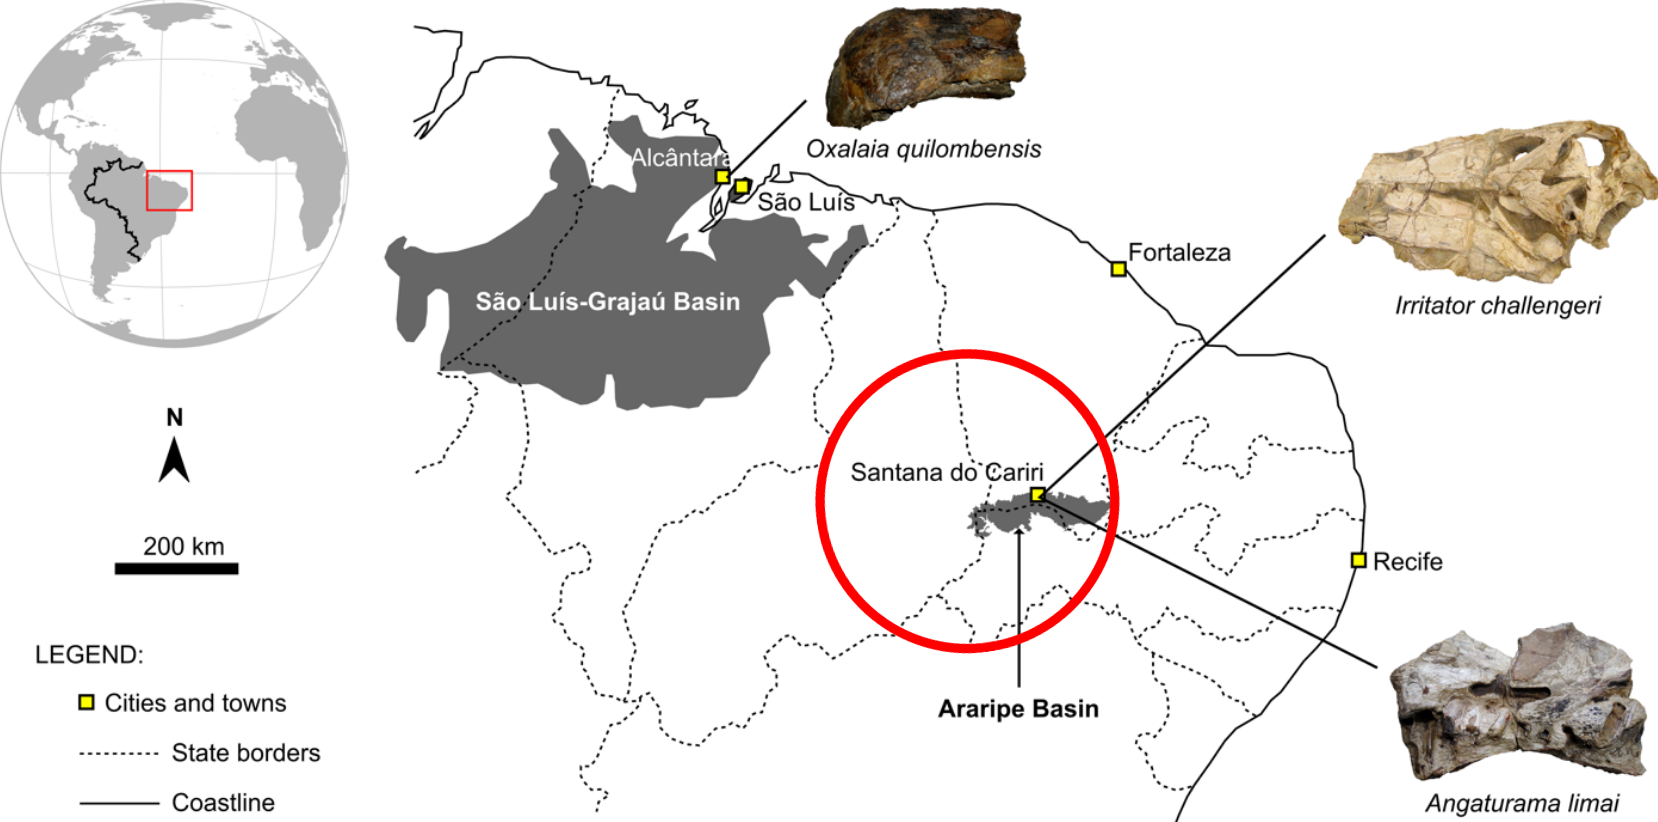 Oxalaia quilombensis
Alcântara
São Luís
Fortaleza
Irritator challengeri
São Luís-Grajaú Basin
N
Santana do Cariri
200 km
Recife
LEGEND:
Cities and towns
Araripe Basin
State borders
Coastline
Angaturama limai